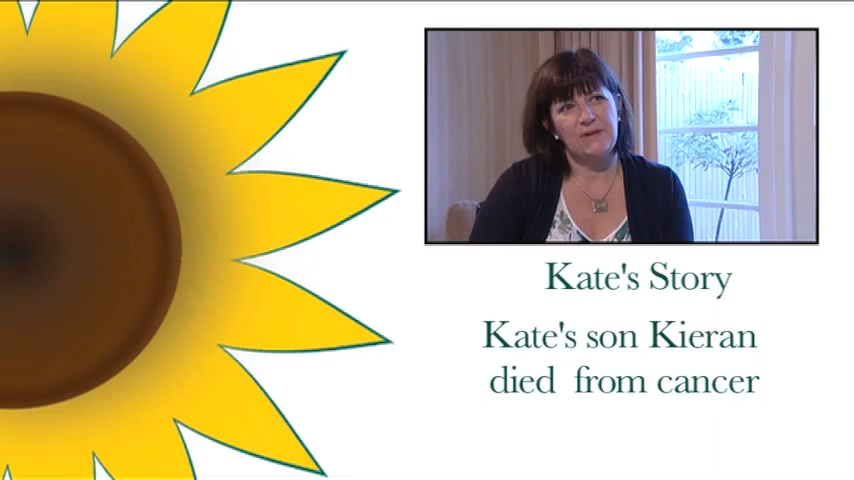 Kate's Story
Kate's son Kieran
died from cancer